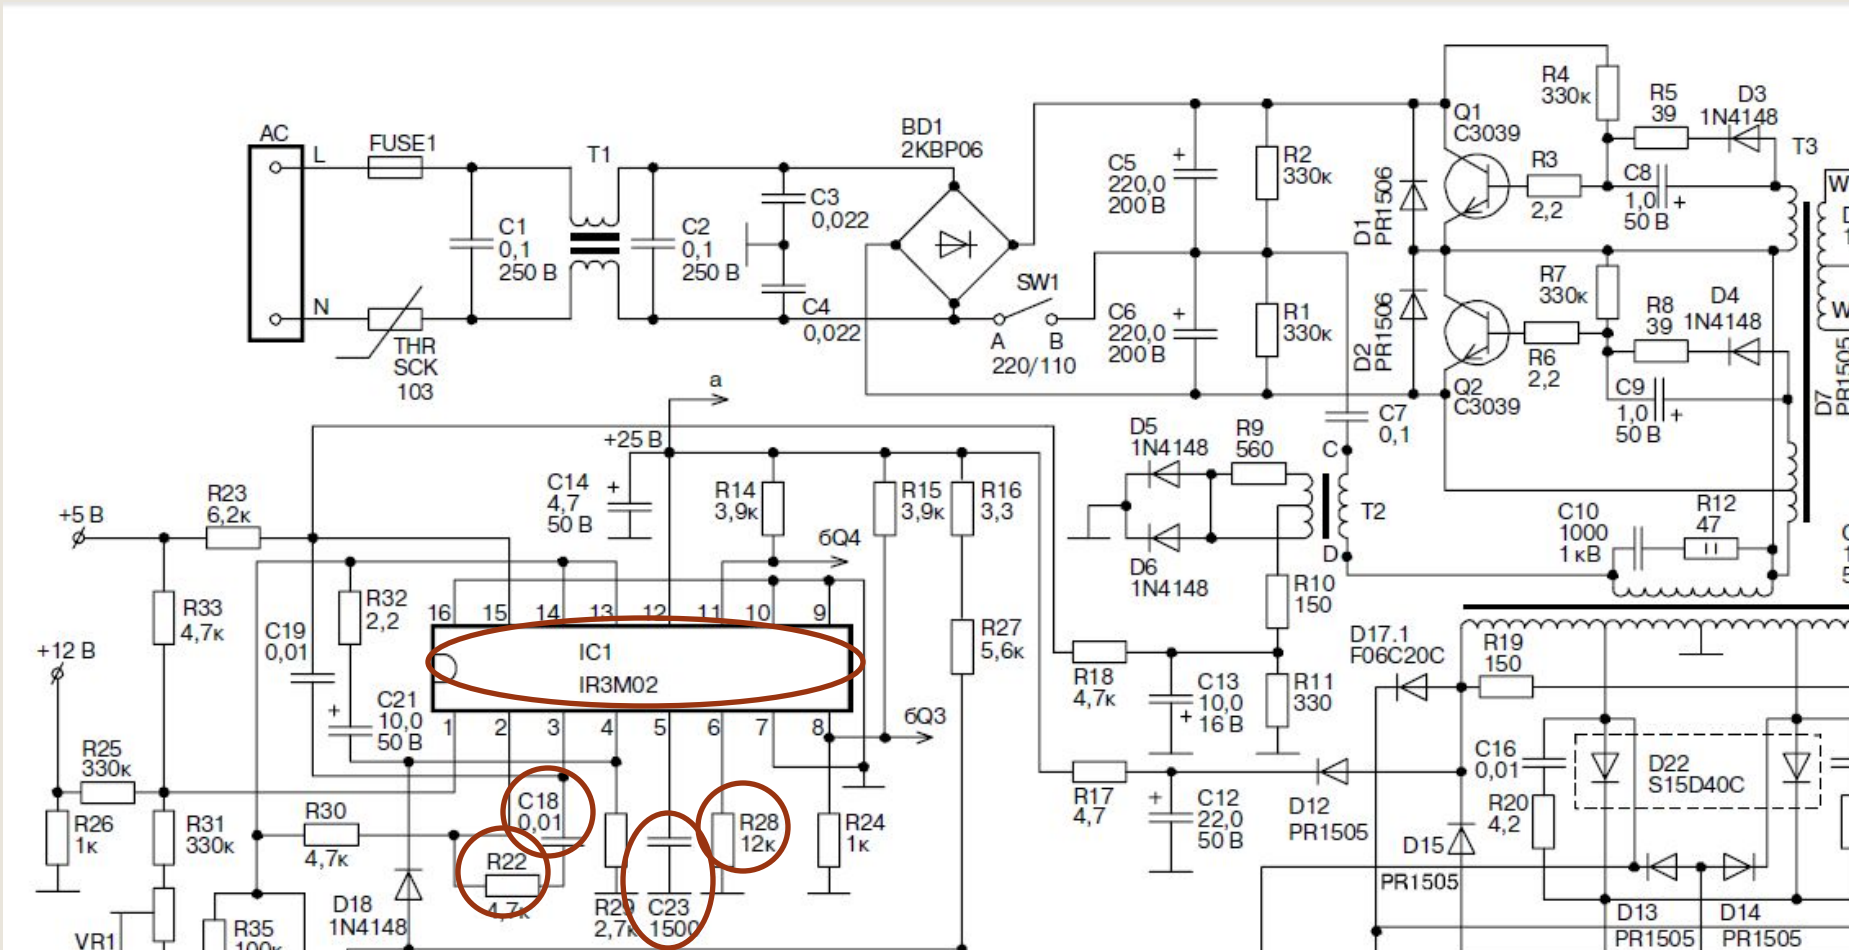 AC
L
N
FUSE1
THR
SCK
103
C1
0,1
250 В
T1
C2
0,1
250 В
C3
0,022
C4
0,022
BD1
2KBP06
SW1
A
B
220/110
C5
220,0
200 В
+
C6
220,0
200 В
+
R2
330к
R1
330к
D1
PR1506
D2
PR1506
Q1
C3039
Q2
C3039
R4
330к
R5
39
D3
1N4148
T3
R3
2,2
C8
1,0
50 В
+
R7
330к
R8
39
D4
1N4148
R6
2,2
C9
1,0
50 В
+
W
W
D7
PR1505
C7
0,1
C
D
T2
D5
1N4148
R9
560
D6
1N4148
R10
150
R11
330
C10
1000
1 кВ
R12
47
a
+25 В
C14
4,7
50 В
+
R14
3,9к
R15
3,9к
R16
3,3
бQ4
бQ3
R27
5,6к
+5 В
R23
6,2к
R33
4,7к
C19
0,01
R32
2,2
C21
10,0
50 В
+
+12 В
R25
330к
R26
1к
R31
330к
VR1
R35
100к
R30
4,7к
D18
1N4148
16
15
14
13
12
11
10
9
IC1
IR3M02
1
2
3
4
5
6
7
8
C18
0,01
R22
4,7к
R29
2,7к
C23
1500
R28
12к
R24
1к
R18
4,7к
C13
10,0
16 В
+
R17
4,7
C12
22,0
50 В
+
D12
PR1505
D17.1
F06C20C
R19
150
C16
0,01
R20
4,2
D22
S15D40C
D15
PR1505
D13
PR1505
D14
PR1505